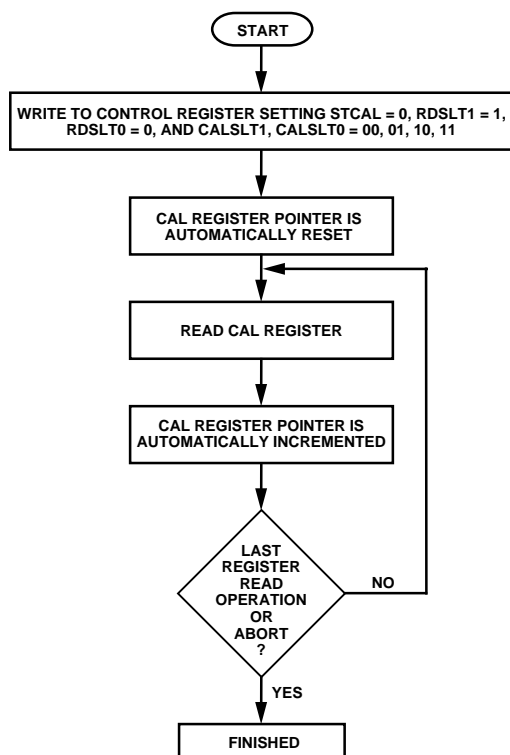 START
WRITE TO CONTROL REGISTER SETTING STCAL = 0, RDSLT1 = 1,
RDSLT0 = 0, AND CALSLT1, CALSLT0 = 00, 01, 10, 11
CAL REGISTER POINTER IS
AUTOMATICALLY RESET
READ CAL REGISTER
CAL REGISTER POINTER IS
AUTOMATICALLY INCREMENTED
LAST
REGISTER
READ
OPERATION
OR
ABORT
?
NO
YES
FINISHED